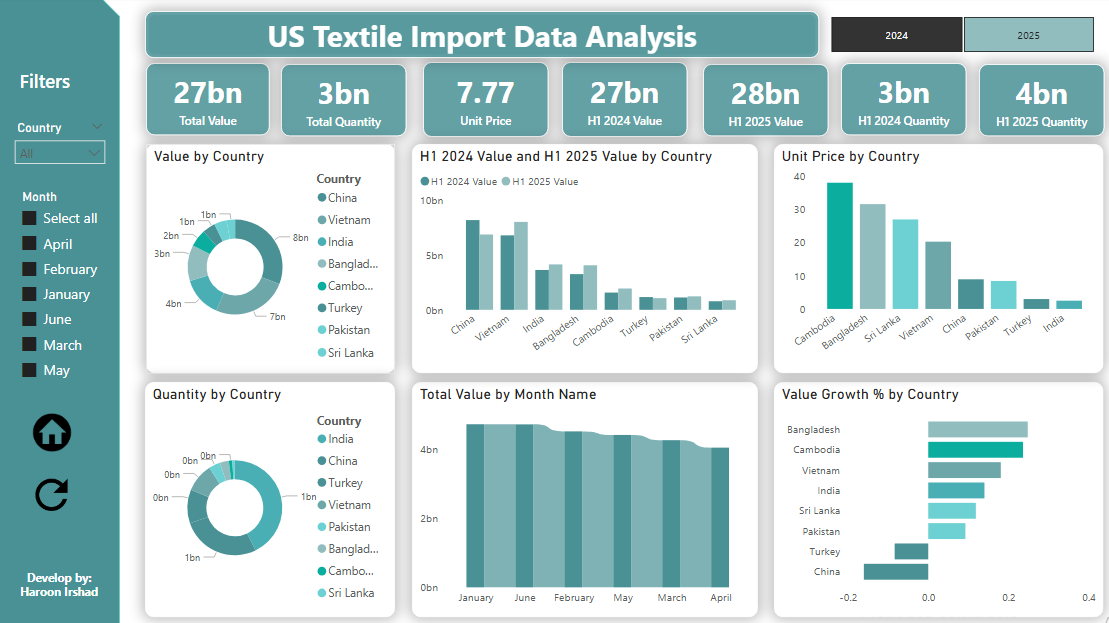 US Textile Import Data Analysis
2024
2025
Filters
Country
All
Month
Select all
April
February
January
June
March
May
Develop by:
Haroon Irshad
27bn
Total Value
3bn
Total Quantity
7.77
Unit Price
27bn
H1 2024 Value
28bn
H1 2025 Value
3bn
H1 2024 Quantity
4bn
H1 2025 Quantity
Value by Country
8bn
7bn
4bn
3bn
2bn
1bn
1bn
Country
China
Vietnam
India
Banglad...
Cambo...
Turkey
Pakistan
Sri Lanka
H1 2024 Value and H1 2025 Value by Country
H1 2024 Value
H1 2025 Value
10bn
5bn
0bn
China
Vietnam
India
Bangladesh
Cambodia
Turkey
Pakistan
Sri Lanka
Unit Price by Country
40
30
20
10
0
Cambodia
Bangladesh
Sri Lanka
Vietnam
China
Pakistan
Turkey
India
Quantity by Country
1bn
1bn
0bn
0bn
0bn
0bn
Country
India
China
Turkey
Vietnam
Pakistan
Banglad...
Cambo...
Sri Lanka
Total Value by Month Name
4bn
2bn
0bn
January
June
February
May
March
April
Value Growth % by Country
Bangladesh
Cambodia
Vietnam
India
Sri Lanka
Pakistan
Turkey
China
-0.2
0.0
0.2
0.4